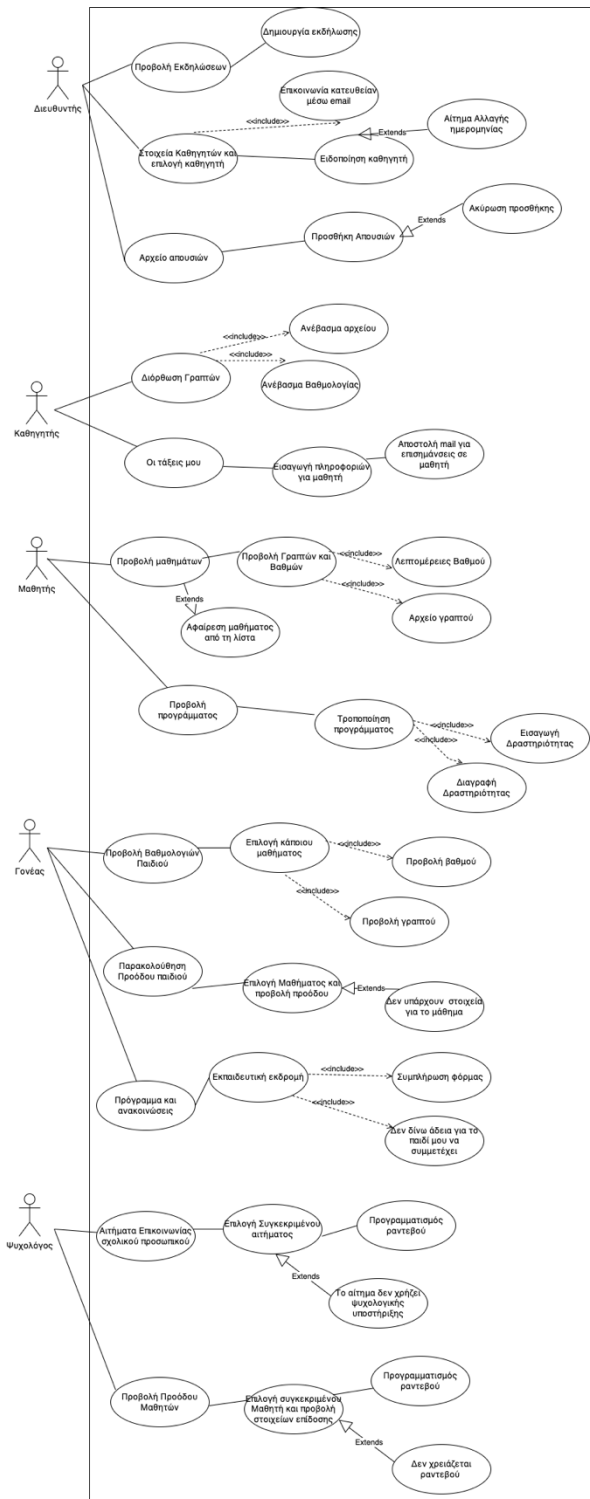 Δημιουργία εκδήλωσης
Προβολή Εκδηλώσεων
Διευθυντής
Επικοινωνία κατευθείαν
μέσω email
<<include>>
Στοιχεία Καθηγητών και
επιλογή καθηγητή
Ειδοποίηση καθηγητή
Extends
Αίτημα Αλλαγής
ημερομηνίας
Αρχείο απουσιών
Προσθήκη Απουσιών
Extends
Ακύρωση προσθήκης
Καθηγητής
Διόρθωση Γραπτών
<<include>>
Ανέβασμα αρχείου
<<include>>
Ανέβασμα Βαθμολογίας
Οι τάξεις μου
Εισαγωγή πληροφοριών
για μαθητή
Αποστολή mail για
επισημάνσεις σε
μαθητή
Μαθητής
Προβολή μαθημάτων
Προβολή Γραπτών και
Βαθμών
<<include>>
Λεπτομέρειες Βαθμού
<<include>>
Αρχείο γραπτού
Extends
Αφαίρεση μαθήματος
από τη λίστα
Προβολή
προγράμματος
Τροποποίηση
προγράμματος
<<include>>
Εισαγωγή
Δραστηριότητας
<<include>>
Διαγραφή
Δραστηριότητας
Γονέας
Προβολή Βαθμολογιών
Παιδιού
Επιλογή κάποιου
μαθήματος
<<include>>
Προβολή βαθμού
<<include>>
Προβολή γραπτού
Παρακολούθηση
Προόδου παιδιού
Επιλογή Μαθήματος και
προβολή προόδου
Extends
Δεν υπάρχουν στοιχεία
για το μάθημα
Πρόγραμμα και
ανακοινώσεις
Εκπαιδευτική εκδρομή
<<include>>
Συμπλήρωση φόρμας
<<include>>
Δεν δίνω άδεια για το
παιδί μου να
συμμετέχει
Ψυχολόγος
Αιτήματα Επικοινωνίας
σχολικού προσωπικού
Επιλογή Συγκεκριμένου
αιτήματος
Προγραμματισμός
ραντεβού
Extends
Το αίτημα δεν χρήζει
ψυχολογικής
υποστήριξης
Προβολή Προόδου
Μαθητών
Επιλογή συγκεκριμένου
Μαθητή και προβολή
στοιχείων επίδοσης
Προγραμματισμός
ραντεβού
Extends
Δεν χρειάζεται
ραντεβού